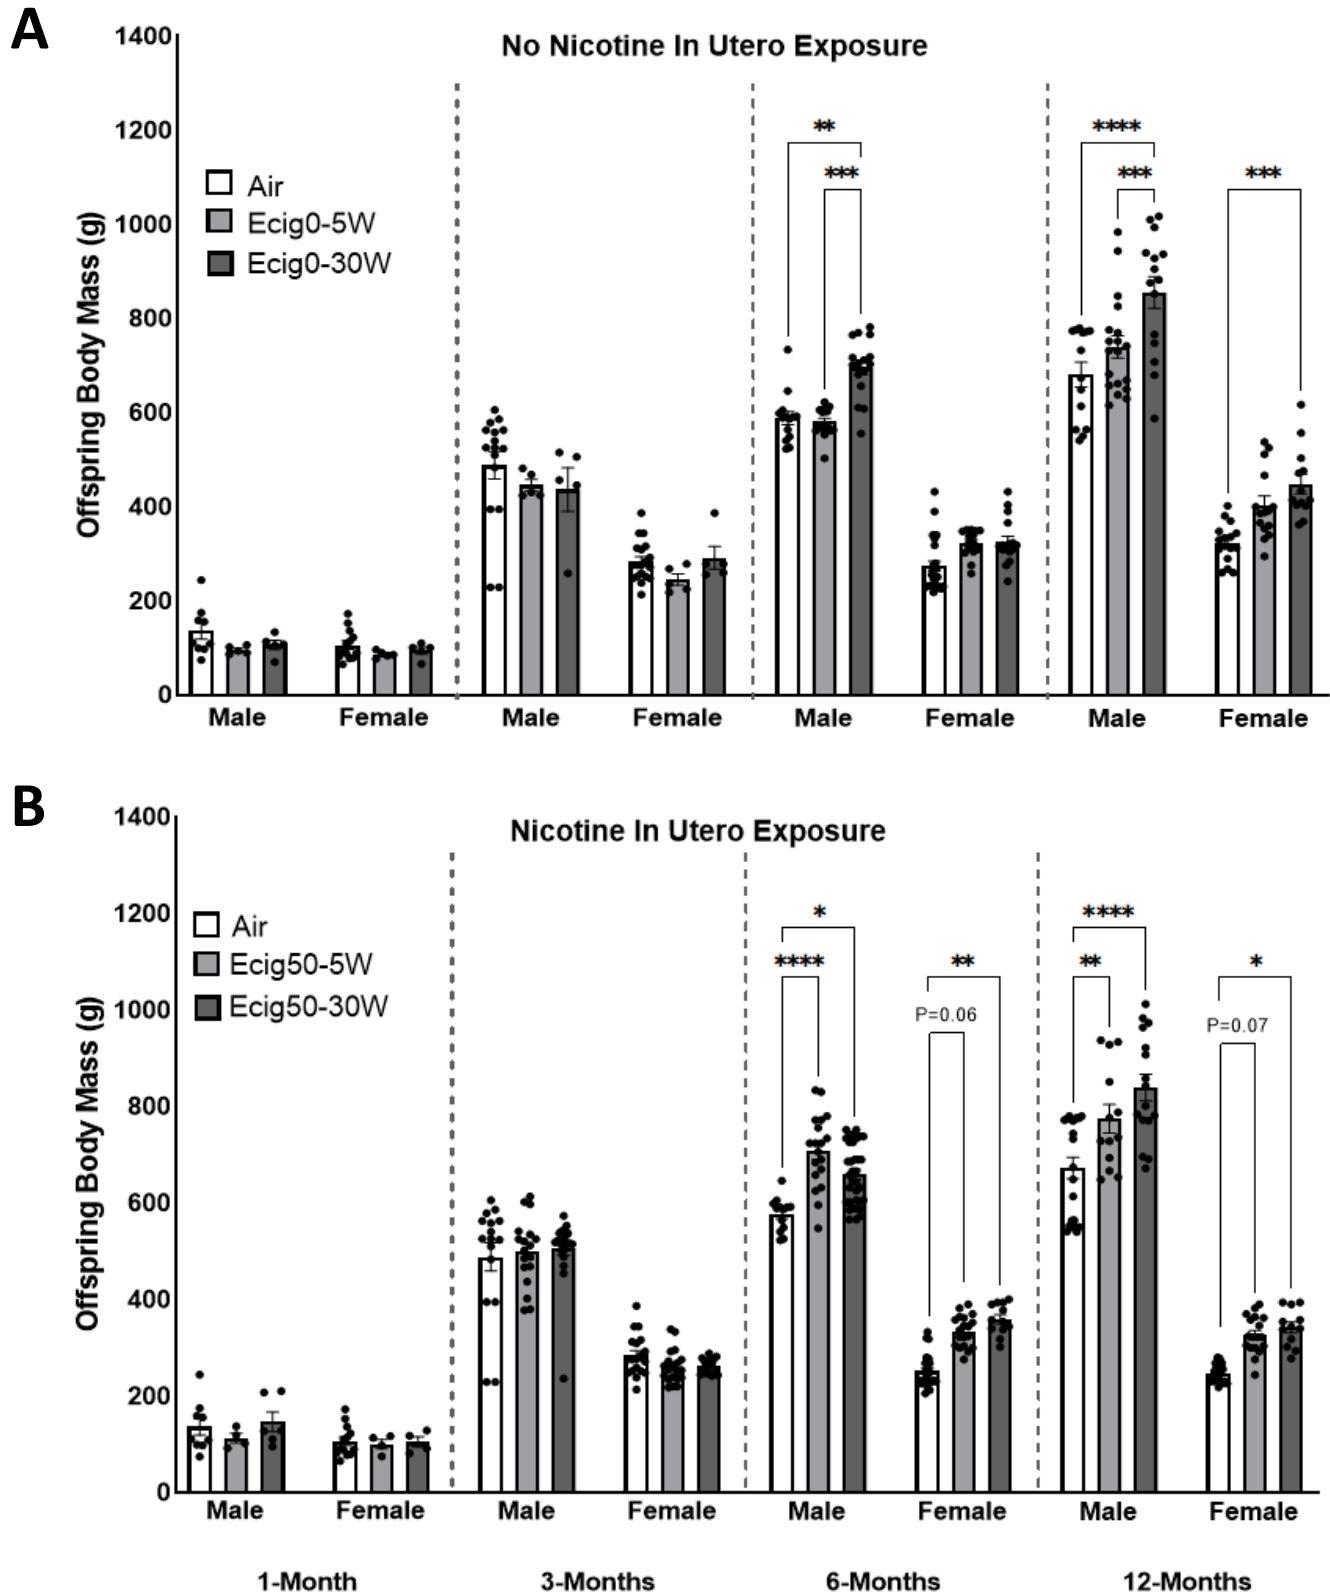 A
No Nicotine In Utero Exposure
Offspring Body Mass (g)
1400
1200
1000
800
600
400
200
0
Air
Ecig0-5W
Ecig0-30W
**
***
****
***
***
Male Female Male Female Male Female Male Female
B
Nicotine In Utero Exposure
Offspring Body Mass (g)
1400
1200
1000
800
600
400
200
0
Air
Ecig50-5W
Ecig50-30W
*
****
**
P=0.06
****
**
*
P=0.07
Male Female Male Female Male Female Male Female
1-Month 3-Months 6-Months 12-Months